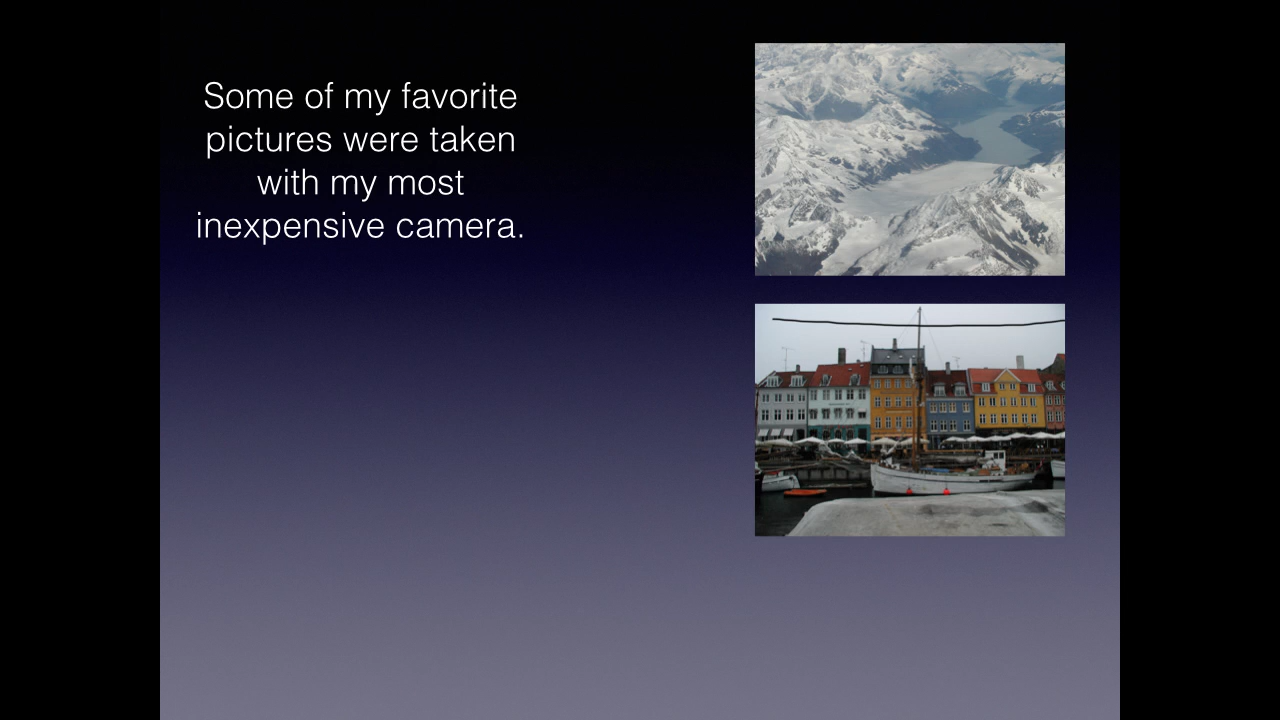 Some of my favorite
pictures were taken
with my most
inexpensive camera.